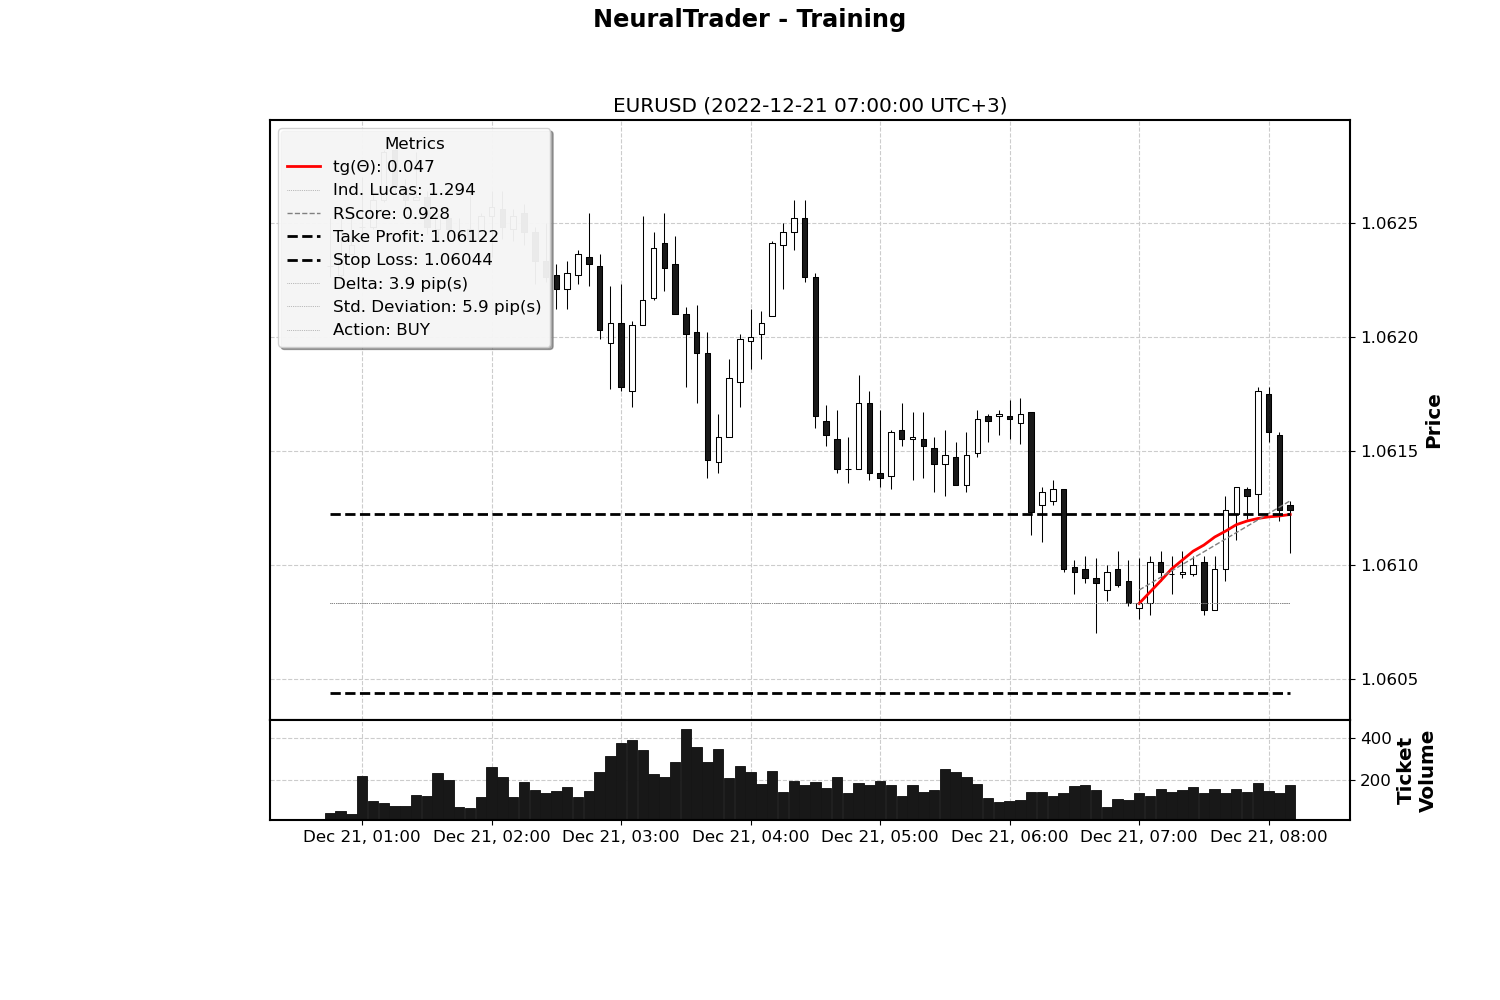 NeuralTrader - Training
EURUSD (2022-12-21 07:00:00 UTC+3)
Metrics
tg(Θ): 0.047
Ind. Lucas: 1.294
RScore: 0.928
Take Profit: 1.06122
Stop Loss: 1.06044
Delta: 3.9 pip(s)
Std. Deviation: 5.9 pip(s)
Action: BUY
1.0625
1.0620
1.0615
1.0610
1.0605
Price
400
200
Ticket
Volume
Dec 21, 01:00 Dec 21, 02:00 Dec 21, 03:00 Dec 21, 04:00 Dec 21, 05:00 Dec 21, 06:00 Dec 21, 07:00 Dec 21, 08:00